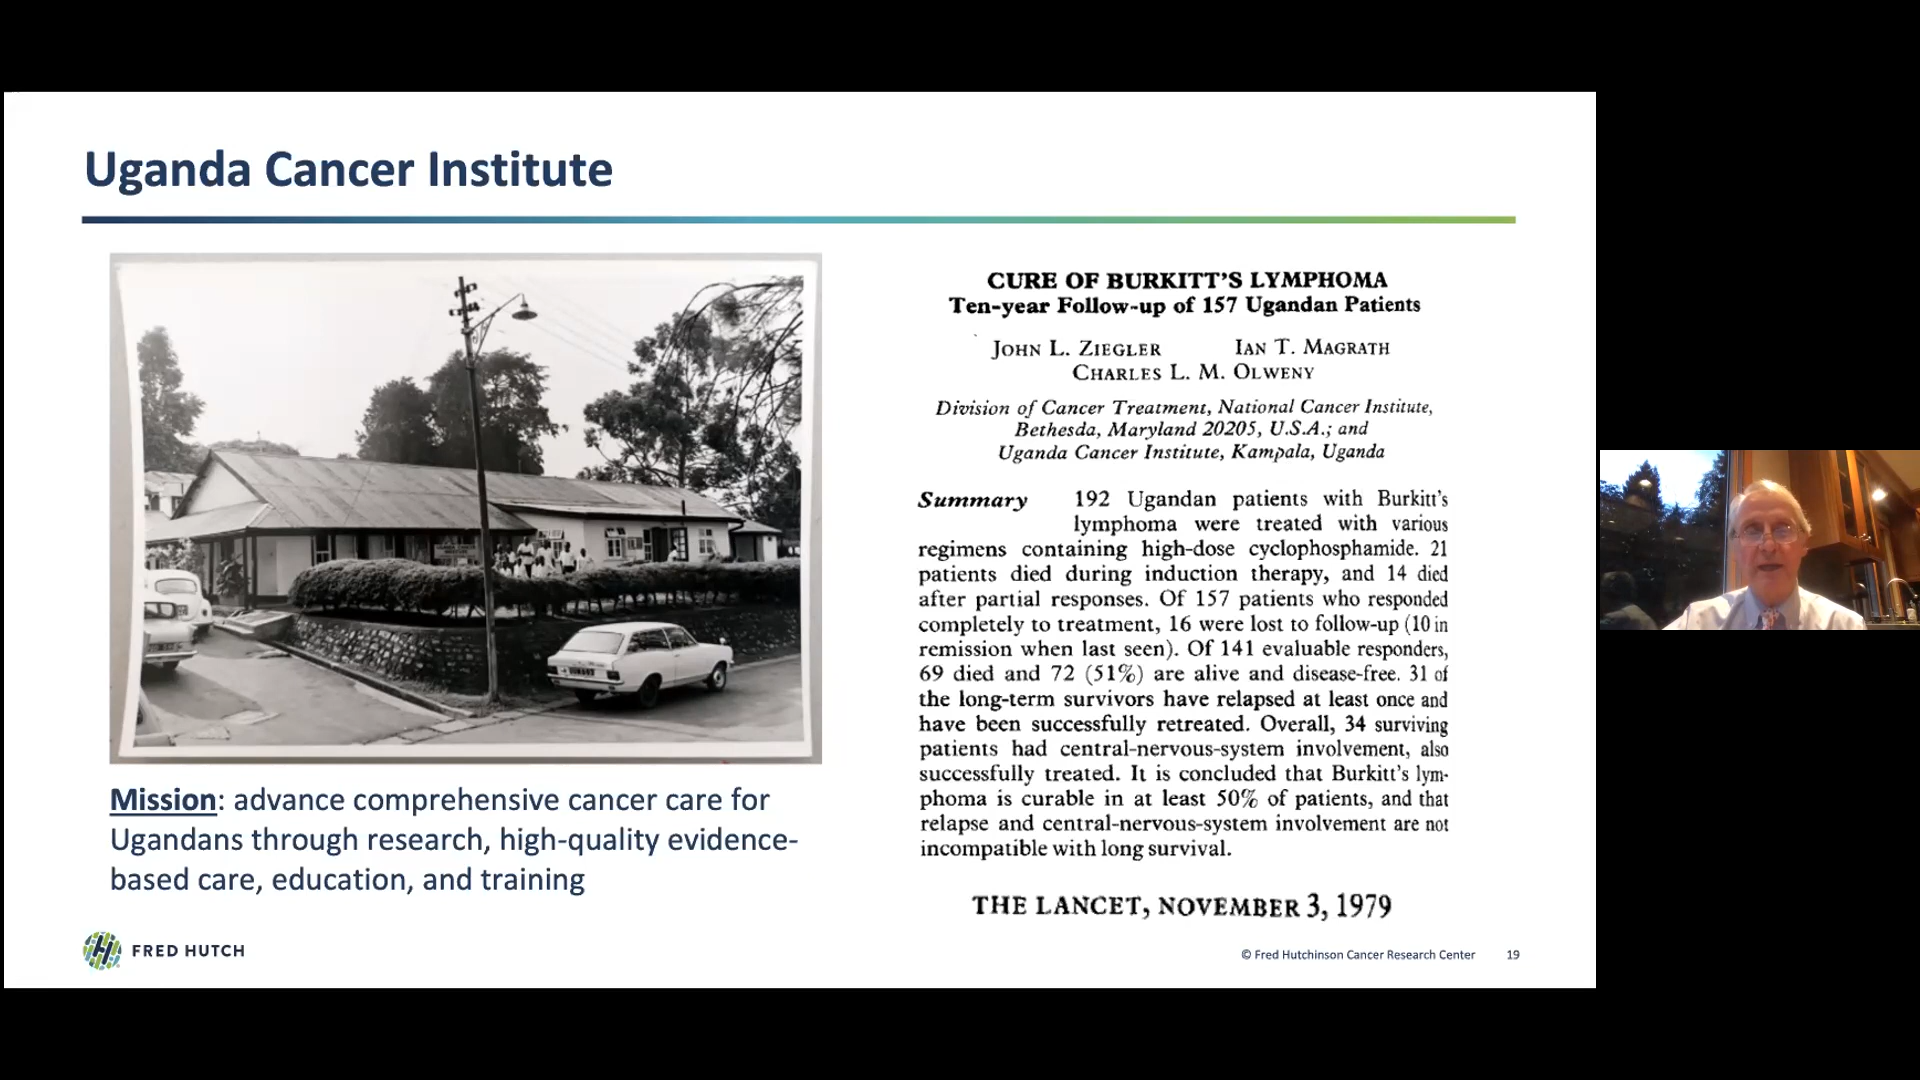 Uganda Cancer Institute
Mission: advance comprehensive cancer care for
Ugandans through research, high-quality evidence-
based care, education, and training
CURE OF BURKITT'S LYMPHOMA
Ten-year Follow-up of 157 Ugandan Patients
JOHN L. ZIEGLER IAN T. MAGRATH
CHARLES L. M. OLWENY
Division of Cancer Treatment, National Cancer Institute,
Bethesda, Maryland 20205, U.S.A.; and
Uganda Cancer Institute, Kampala, Uganda
Summary 192 Ugandan patients with Burkitt's
lymphoma were treated with various
regimens containing high-dose cyclophosphamide. 21
patients died during induction therapy, and 14 died
after partial responses. Of 157 patients who responded
completely to treatment, 16 were lost to follow-up (10 in
remission when last seen). Of 141 evaluable responders,
69 died and 72 (51%) are alive and disease-free. 31 of
the long-term survivors have relapsed at least once and
have been successfully retreated. Overall, 34 surviving
patients had central-nervous-system involvement, also
successfully treated. It is concluded that Burkitt's lym-
phoma is curable in at least 50% of patients, and that
relapse and central-nervous-system involvement are not
incompatible with long survival.
THE LANCET, NOVEMBER 3, 1979
FRED HUTCH
© Fred Hutchinson Cancer Research Center 19